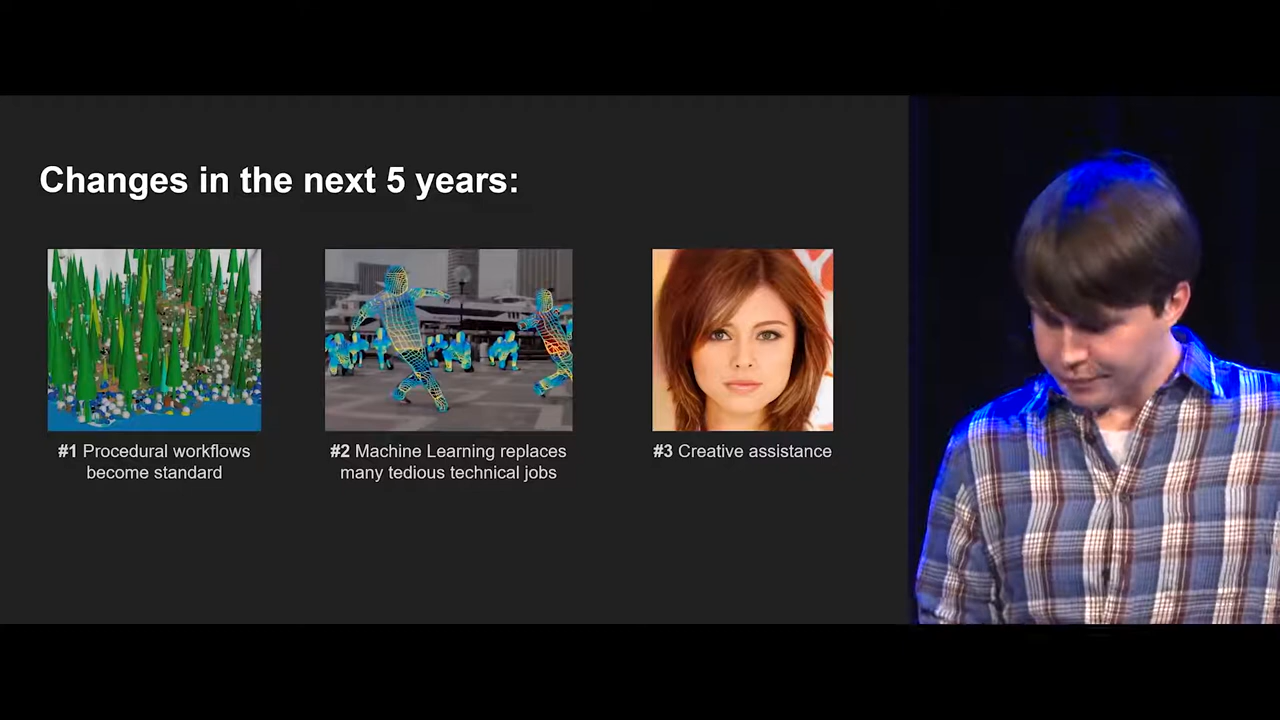 Changes in the next 5 years:
#1 Procedural workflows
become standard
#2 Machine Learning replaces
many tedious technical jobs
#3 Creative assistance